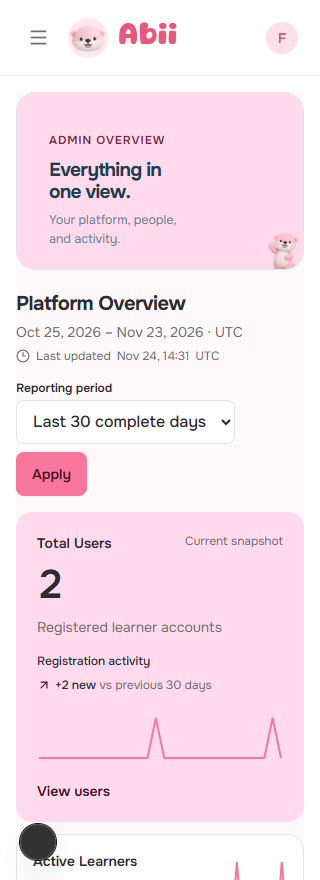 Abii
F
ADMIN OVERVIEW
Everything in
one view.
Your platform, people,
and activity.
Platform Overview
Oct 25, 2026 – Nov 23, 2026 · UTC
Last updated Nov 24, 14:31 UTC
Reporting period
Last 30 complete days
Apply
Total Users
Current snapshot
2
Registered learner accounts
Registration activity
+2 new vs previous 30 days
View users
Active Learners